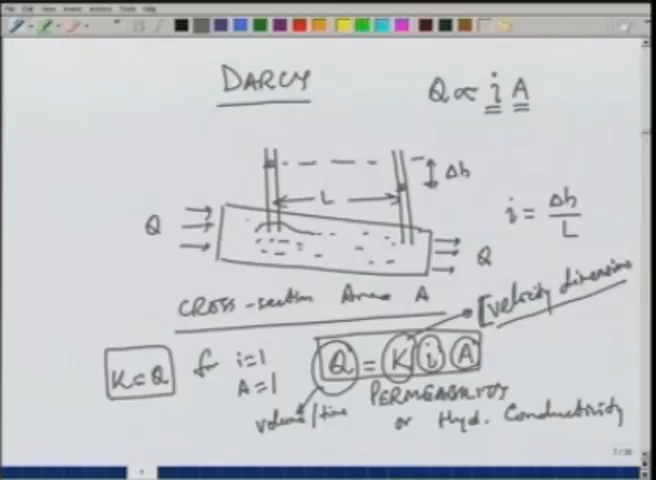 DARCY
Q ∝ i A
Δh
L
Q
i = Δh / L
Q
CROSS-section Area A
[velocity dimension
K = Q for i=1
A=1
Q = K i A
volume/time
PERMEABILITY
or Hyd. Conductivity